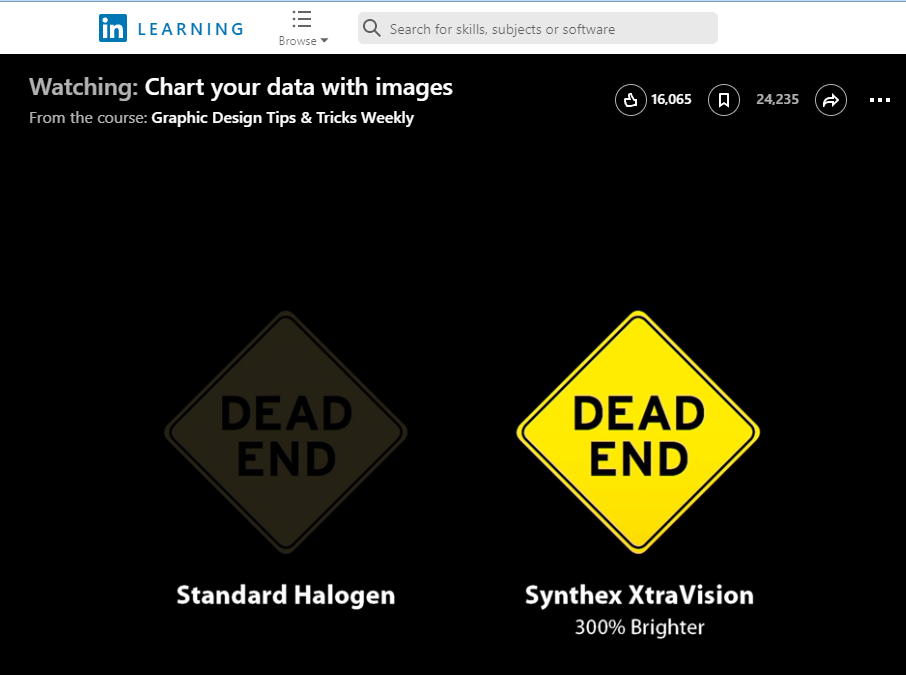 in LEARNING
Browse
Search for skills, subjects or software
Watching: Chart your data with images
From the course: Graphic Design Tips & Tricks Weekly
16,065
24,235
DEAD
END
DEAD
END
Standard Halogen
Synthex XtraVision
300% Brighter